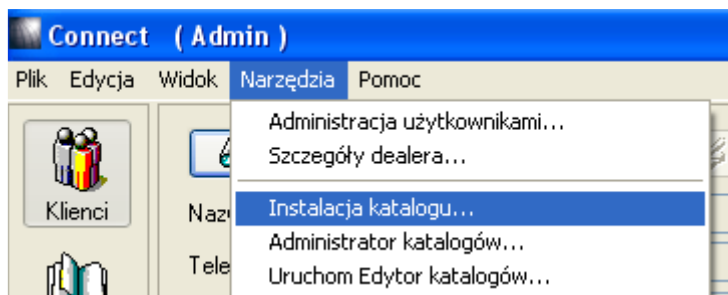 Connect ( Admin )
Plik Edycja Widok Narzędzia Pomoc
Administracja użytkownikami...
Szczegóły dealera...
Klienci
Instalacja katalogu...
Administrator katalogów...
Uruchom Edytor katalogów...